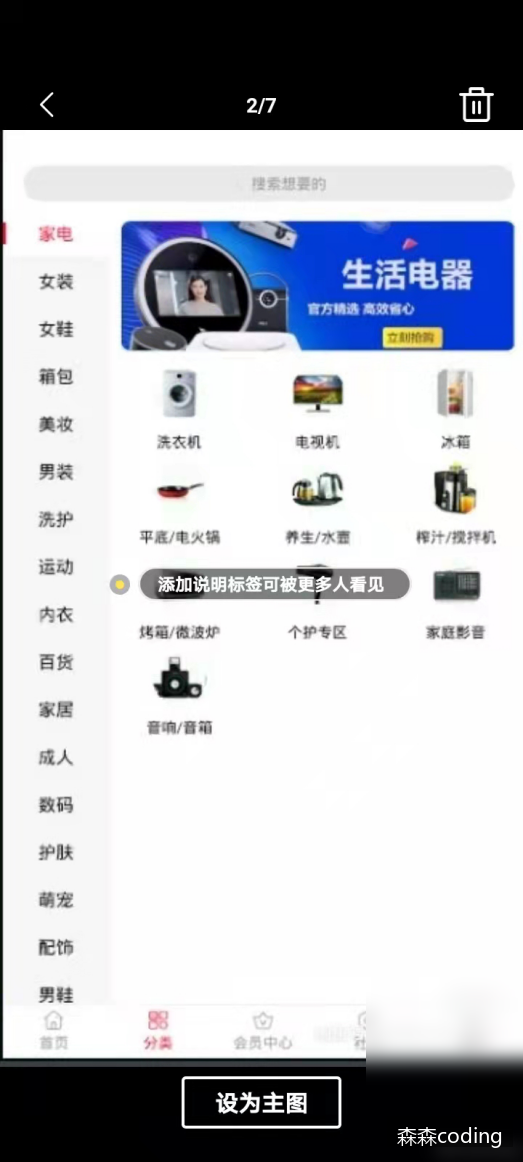 2/7
搜索想要的
家电
女装
女鞋
箱包
美妆
男装
洗护
运动
内衣
百货
家居
成人
数码
护肤
萌宠
配饰
男鞋
生活电器
官方精选 高效省心
立刻抢购
洗衣机
电视机
冰箱
平底/电火锅
养生/水壶
榨汁/搅拌机
添加说明标签可被更多人看见
烤箱/微波炉
个护专区
家庭影音
音响/音箱
首页
分类
会员中心
设为主图
森森coding